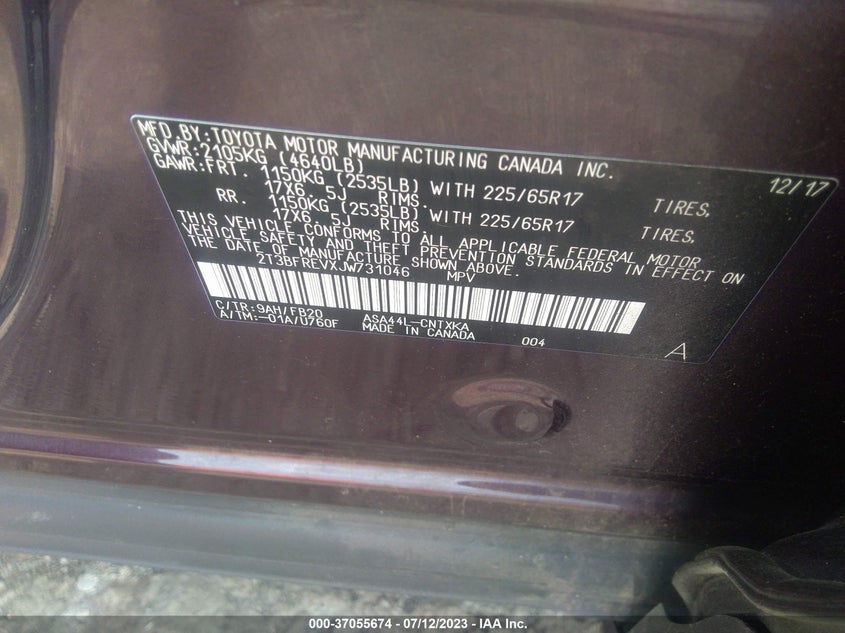 MFD.BY:TOYOTA MOTOR MANUFACTURING CANADA INC.
GVWR:2105KG (4640LB) 12/17
GAWR:FRT. 1150KG (2535LB) WITH 225/65R17 TIRES,
17X6. 5J RIMS.
RR. 1150KG (2535LB) WITH 225/65R17 TIRES,
17X6. 5J RIMS.
THIS VEHICLE CONFORMS TO ALL APPLICABLE FEDERAL MOTOR
VEHICLE SAFETY AND THEFT PREVENTION STANDARDS IN EFFECT ON
THE DATE OF MANUFACTURE SHOWN ABOVE.
2T3BFREVXJW731046 MPV
C/TR:9AH/FB20 ASA44L-CNTXKA
A/TM:-01A/U760F MADE IN CANADA 004 A
000-37055674 / 07/12/2023 - IAA Inc.